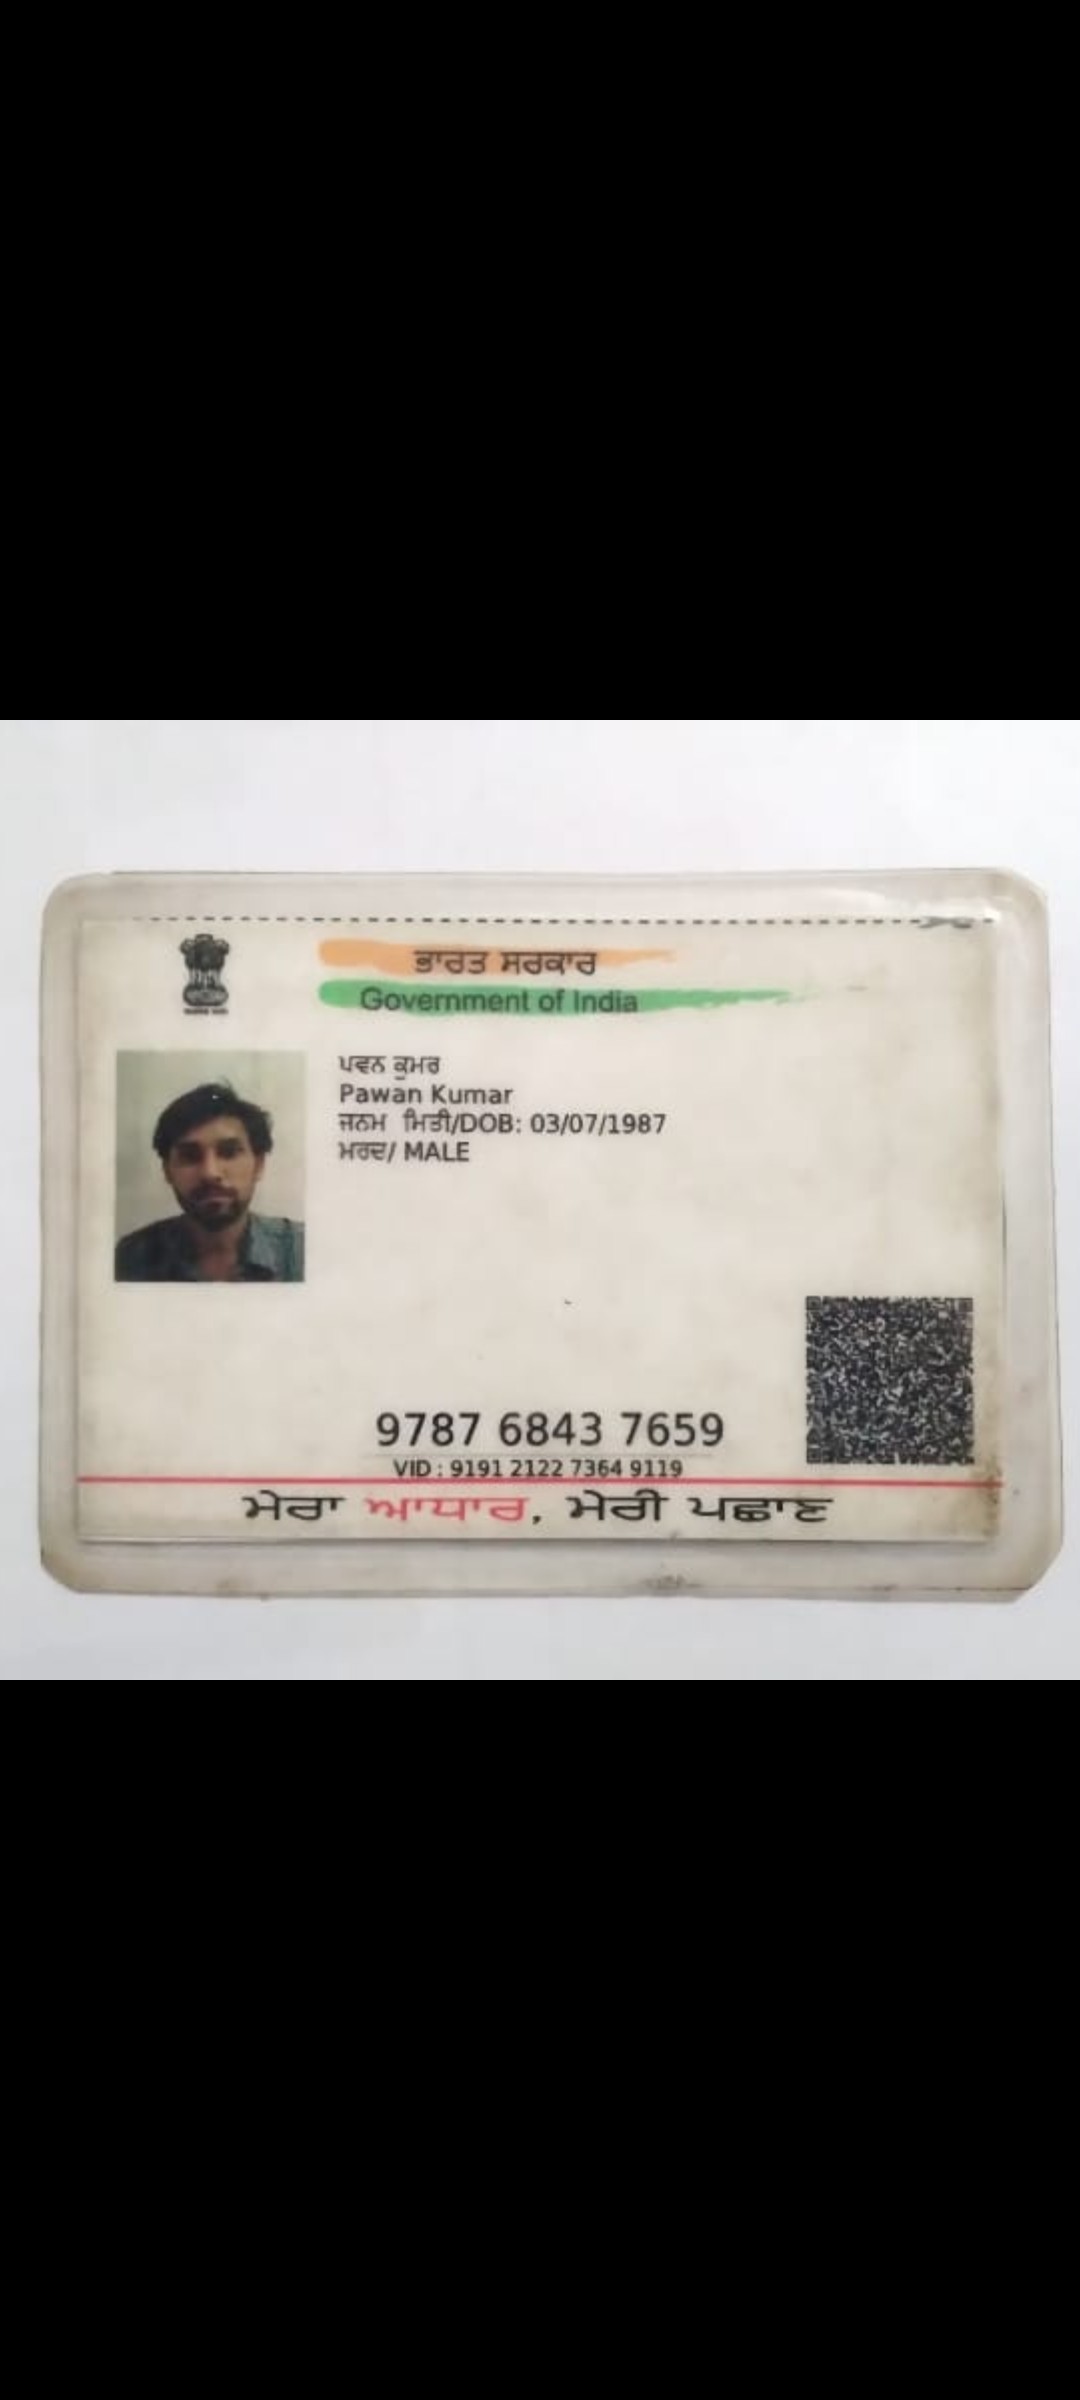 ਭਾਰਤ ਸਰਕਾਰ
Government of India
ਪਵਨ ਕੁਮਰ
Pawan Kumar
ਜਨਮ ਮਿਤੀ/DOB: 03/07/1987
ਮਰਦ/ MALE
9787 6843 7659
VID : 9191 2122 7364 9119
ਮੇਰਾ ਆਧਾਰ, ਮੇਰੀ ਪਛਾਣ